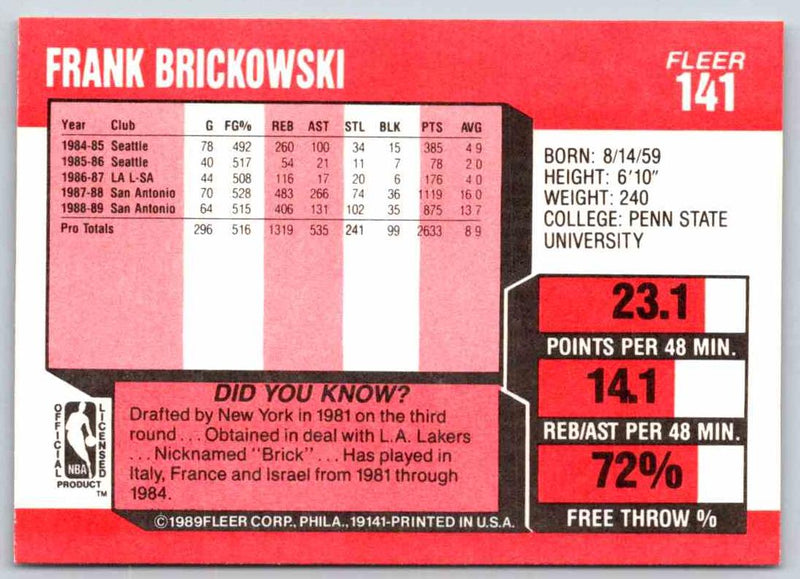 FRANK BRICKOWSKI
FLEER
141
Year Club G FG% REB AST STL BLK PTS AVG
1984-85 Seattle 78 492 260 100 34 15 385 4 9
1985-86 Seattle 40 517 54 21 11 7 78 2 0
1986-87 LA L-SA 44 508 116 17 20 6 176 4 0
1987-88 San Antonio 70 528 483 266 74 36 1119 16 0
1988-89 San Antonio 64 515 406 131 102 35 875 13 7
Pro Totals 296 516 1319 535 241 99 2633 8 9
BORN: 8/14/59
HEIGHT: 6'10"
WEIGHT: 240
COLLEGE: PENN STATE
UNIVERSITY
23.1
POINTS PER 48 MIN.
14.1
REB/AST PER 48 MIN.
72%
FREE THROW %
DID YOU KNOW?
Drafted by New York in 1981 on the third
round . . . Obtained in deal with L.A. Lakers
. . . Nicknamed "Brick" . . . Has played in
Italy, France and Israel from 1981 through
1984.
OFFICIAL
LICENSED
NBA
PRODUCT
TM
©1989FLEER CORP., PHILA., 19141-PRINTED IN U.S.A.